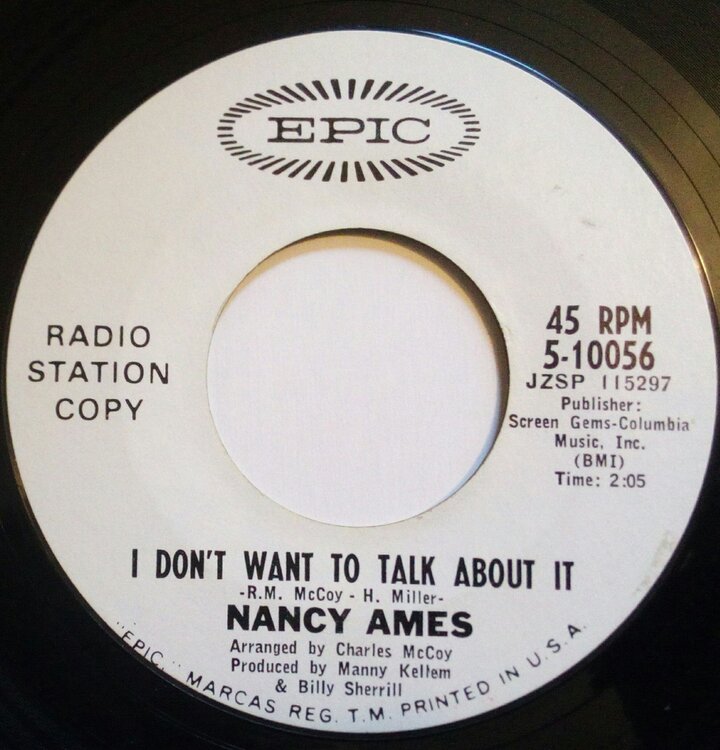 EPIC
RADIO
STATION
COPY
45 RPM
5-10056
JZSP 115297
Publisher:
Screen Gems-Columbia
Music, Inc.
(BMI)
Time: 2:05
I DON'T WANT TO TALK ABOUT IT
-R.M. McCoy - H. Miller-
NANCY AMES
Arranged by Charles McCoy
Produced by Manny Kellem
& Billy Sherrill
"EPIC," MARCAS REG. T.M. PRINTED IN U.S.A.